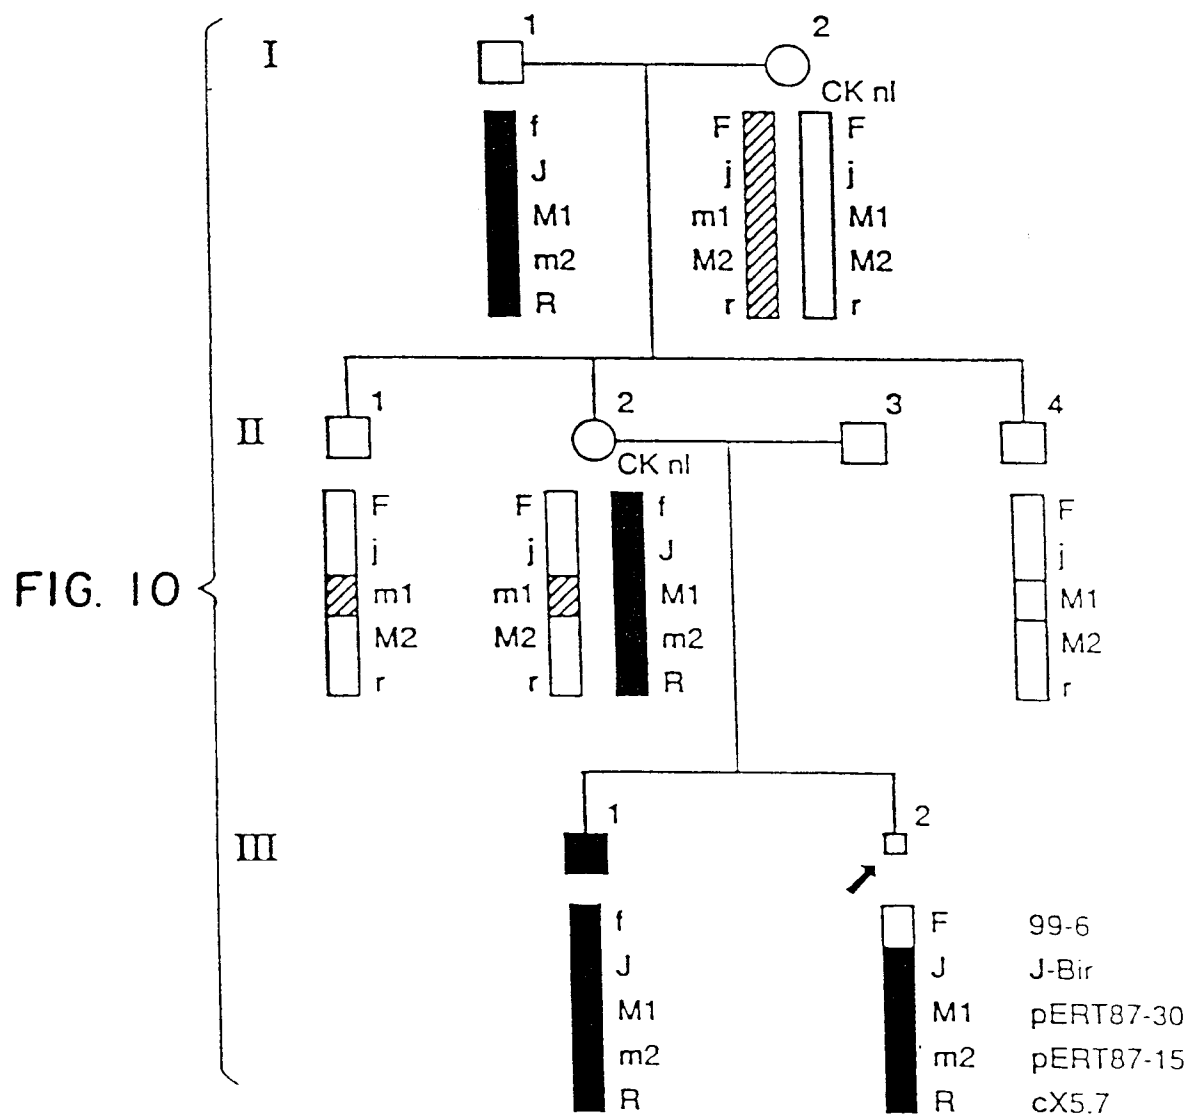 I 1 2
CK nl
f F F
J j j
M1 m1 M1
m2 M2 M2
R r r
II 1 2 3 4
CK nl
F F f F
j j J j
m1 m1 M1 M1
M2 M2 m2 M2
r r R r
FIG. 10
III 1 2
f F 99-6
J J J-Bir
M1 M1 pERT87-30
m2 m2 pERT87-15
R R cX5.7